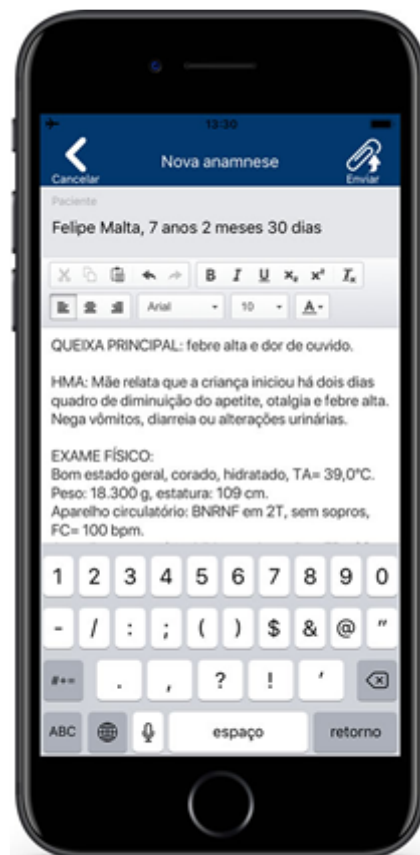 13:30
Cancelar
Nova anamnese
Enviar
Paciente
Felipe Malta, 7 anos 2 meses 30 dias
B I U x₂ x² Tx
Arial 10 A
QUEIXA PRINCIPAL: febre alta e dor de ouvido.
HMA: Mãe relata que a criança iniciou há dois dias
quadro de diminuição do apetite, otalgia e febre alta.
Nega vômitos, diarreia ou alterações urinárias.
EXAME FÍSICO:
Bom estado geral, corado, hidratado, TA= 39,0°C.
Peso: 18.300 g, estatura: 109 cm.
Aparelho circulatório: BNRNF em 2T, sem sopros,
FC= 100 bpm.
1 2 3 4 5 6 7 8 9 0
- / : ; ( ) $ & @ "
#+= . , ? ! '
ABC espaço retorno